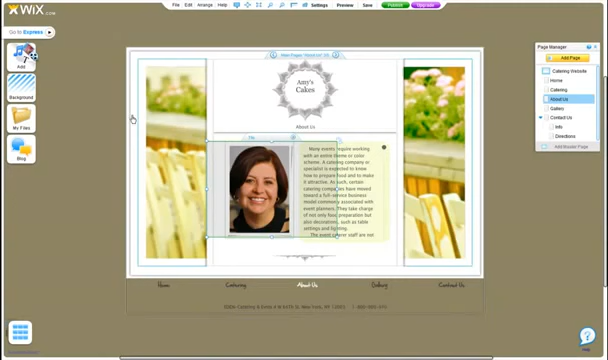 WiX.COM
File Edit Arrange Help
Settings Preview Save Publish Upgrade
Go to Express
Add
Background
My Files
Blog
Page Manager
Add Page
Catering Website
Home
Catering
About Us
Gallery
Contact Us
Info
Directions
Add Master Page
Amy's
Cakes
About Us
Many events require working
with an entire theme or color
scheme. A catering company or
specialist is expected to know
how to prepare food and to make
it attractive. As such, certain
catering companies have moved
toward a full-service business
model commonly associated with
event planners. They take charge
of not only food preparation but
also decorations, such as table
settings and lighting.
The event caterer staff are not
Home Catering About Us Gallery Contact Us
Help